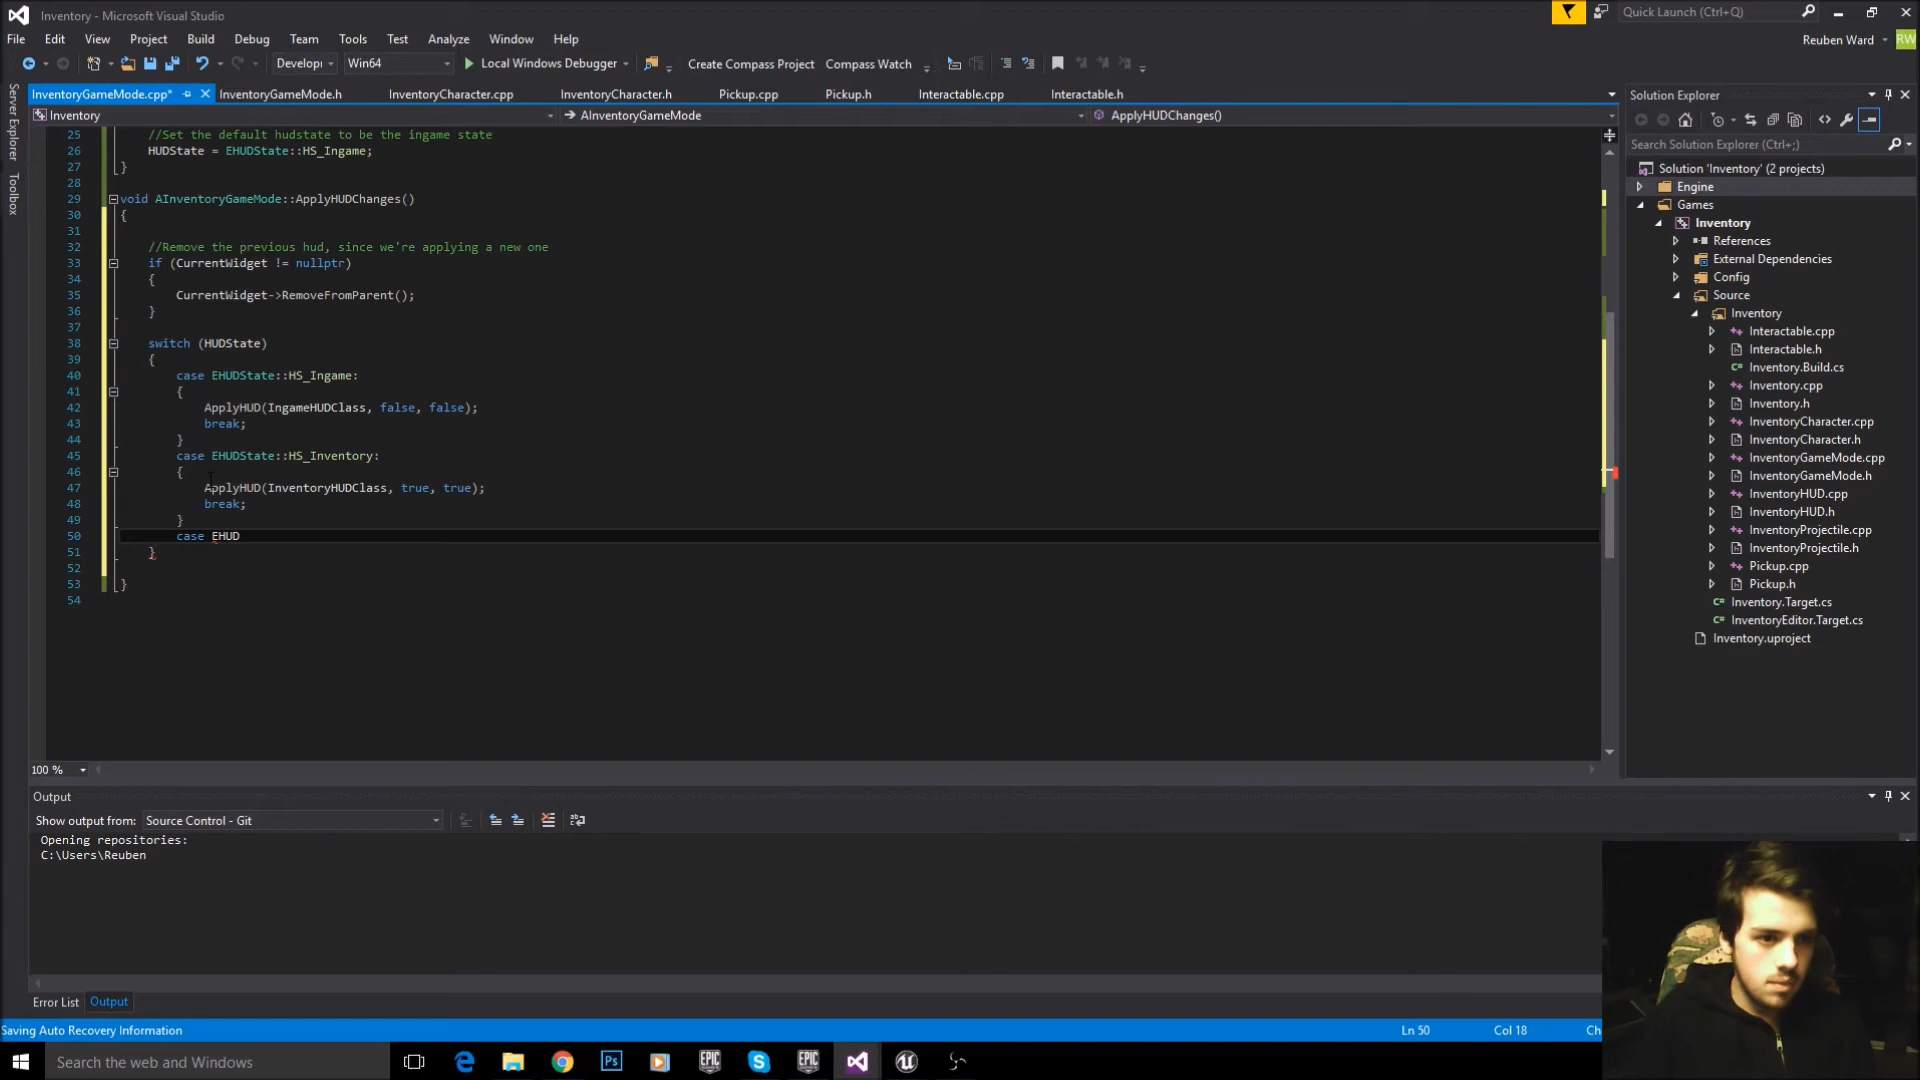 Inventory - Microsoft Visual Studio
Quick Launch (Ctrl+Q)
File Edit View Project Build Debug Team Tools Test Analyze Window Help
Reuben Ward RW
Develop Win64 Local Windows Debugger Create Compass Project Compass Watch
Server Explorer
Toolbox
InventoryGameMode.cpp* InventoryGameMode.h InventoryCharacter.cpp InventoryCharacter.h Pickup.cpp Pickup.h Interactable.cpp Interactable.h
Inventory AInventoryGameMode ApplyHUDChanges()
25 //Set the default hudstate to be the ingame state
26 HUDState = EHUDState::HS_Ingame;
27 }
28
29 void AInventoryGameMode::ApplyHUDChanges()
30 {
31
32 //Remove the previous hud, since we're applying a new one
33 if (CurrentWidget != nullptr)
34 {
35 CurrentWidget->RemoveFromParent();
36 }
37
38 switch (HUDState)
39 {
40 case EHUDState::HS_Ingame:
41 {
42 ApplyHUD(IngameHUDClass, false, false);
43 break;
44 }
45 case EHUDState::HS_Inventory:
46 {
47 ApplyHUD(InventoryHUDClass, true, true);
48 break;
49 }
50 case EHUD
51 }
52
53 }
54
100 %
Solution Explorer
Search Solution Explorer (Ctrl+;)
Solution 'Inventory' (2 projects)
Engine
Games
Inventory
References
External Dependencies
Config
Source
Inventory
Interactable.cpp
Interactable.h
Inventory.Build.cs
Inventory.cpp
Inventory.h
InventoryCharacter.cpp
InventoryCharacter.h
InventoryGameMode.cpp
InventoryGameMode.h
InventoryHUD.cpp
InventoryHUD.h
InventoryProjectile.cpp
InventoryProjectile.h
Pickup.cpp
Pickup.h
Inventory.Target.cs
InventoryEditor.Target.cs
Inventory.uproject
Output
Show output from: Source Control - Git
Opening repositories:
C:\Users\Reuben
Error List Output
Saving Auto Recovery Information Ln 50 Col 18 Ch
Search the web and Windows